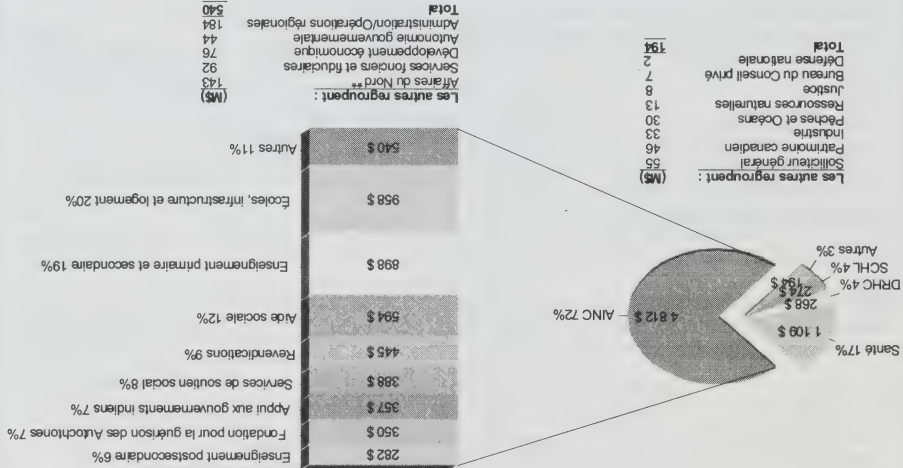 Santé 17%
1 109 $
DRHC 4%
268 $
SCHL 4%
274 $
Autres 3%
194 $
4 812 $
AINC 72%
282 $ Enseignement postsecondaire 6%
350 $ Fondation pour la guérison des Autochtones 7%
357 $ Appui aux gouvernements indiens 7%
388 $ Services de soutien social 8%
445 $ Revendications 9%
594 $ Aide sociale 12%
898 $ Enseignement primaire et secondaire 19%
958 $ Écoles, infrastructure et logement 20%
540 $ Autres 11%
Les autres regroupent : (M$)
Solliciteur général 55
Patrimoine canadien 46
Industrie 33
Pêches et Océans 30
Ressources naturelles 13
Justice 8
Bureau du Conseil privé 7
Défense nationale 2
Total 194
Les autres regroupent : (M$)
Affaires du Nord** 143
Services fonciers et fiduciaires 92
Développement économique 76
Autonomie gouvernementale 44
Administration/Opérations régionales 184
Total 540